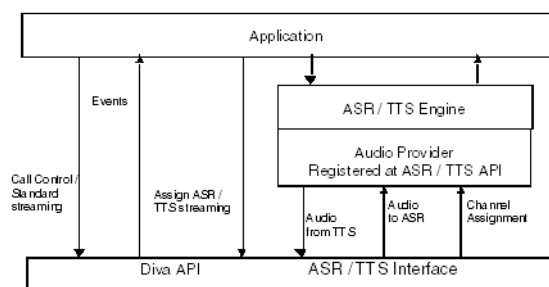 Application
Events
ASR / TTS Engine
Audio Provider
Registered at ASR / TTS API
Call Control /
Standard
streaming
Assign ASR /
TTS streaming
Audio
from TTS
Audio
to ASR
Channel
Assignment
Diva API
ASR / TTS Interface